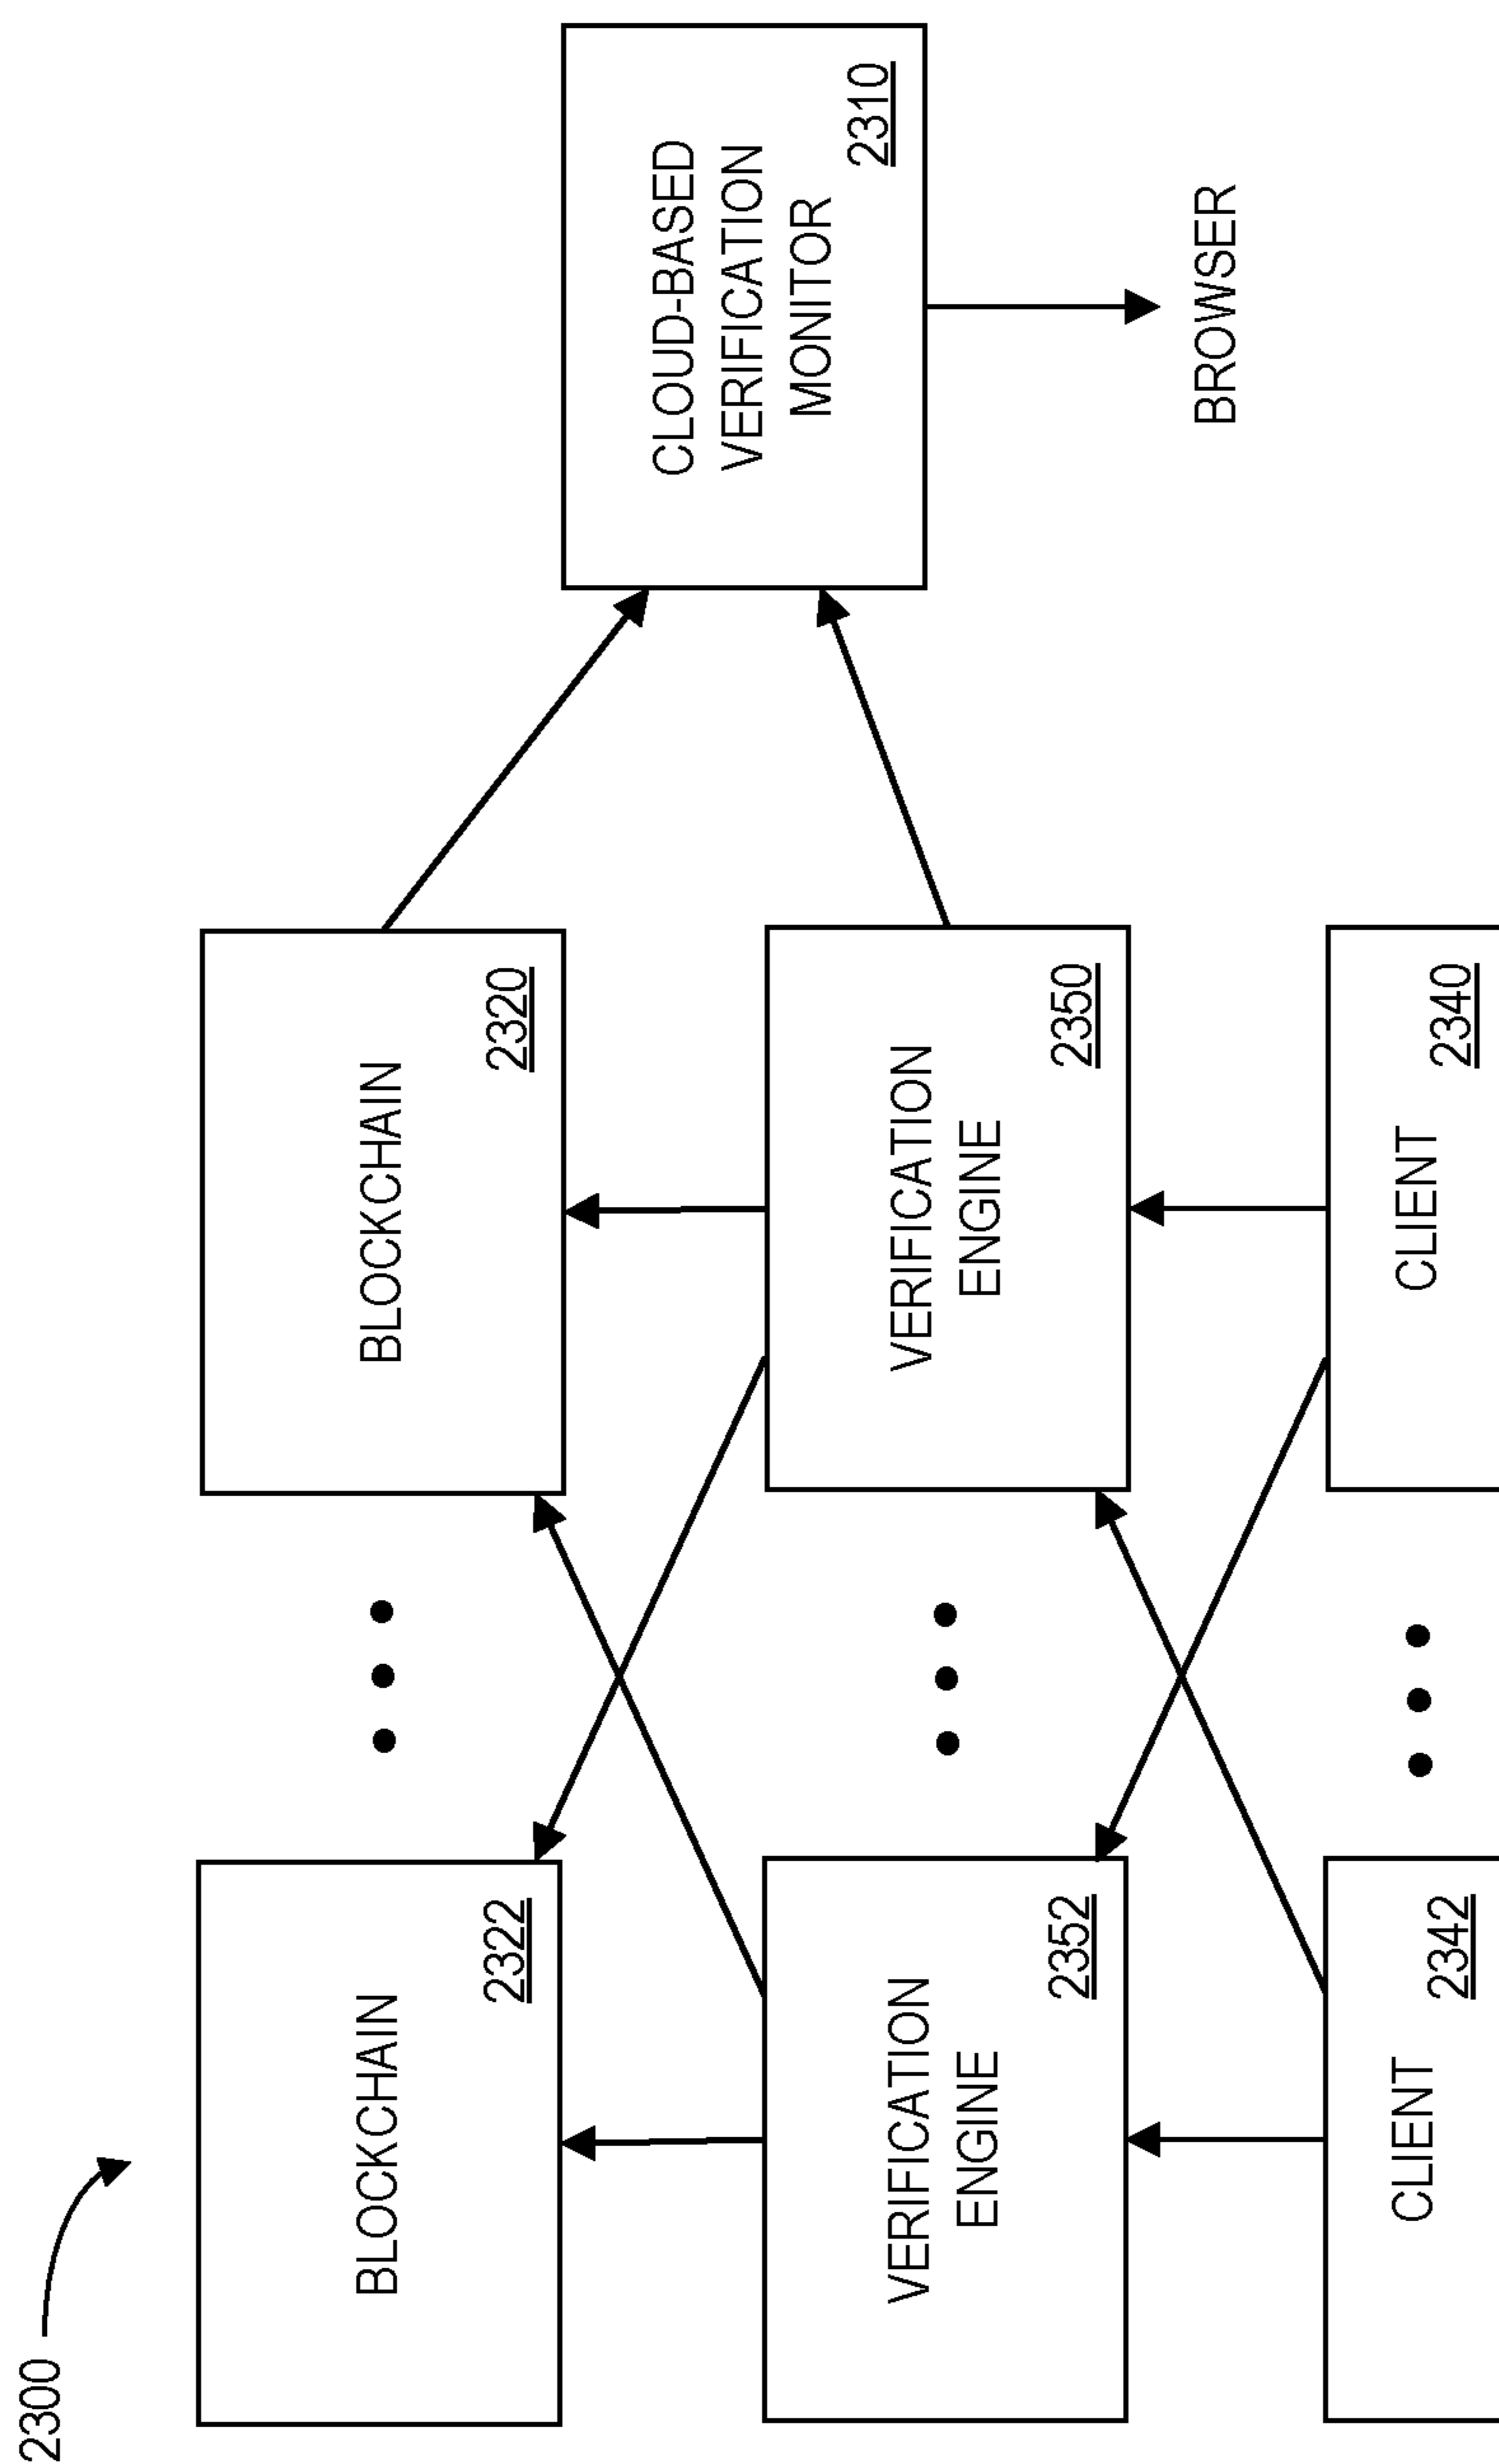 2300
BLOCKCHAIN
2322
BLOCKCHAIN
2320
CLOUD-BASED
VERIFICATION
MONITOR
2310
VERIFICATION
ENGINE
2352
VERIFICATION
ENGINE
2350
BROWSER
CLIENT
2342
CLIENT
2340